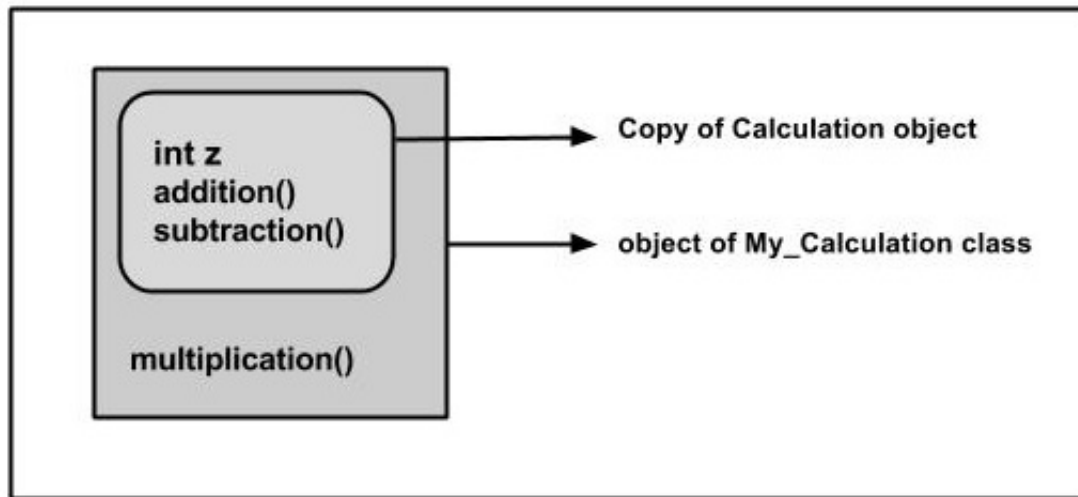 int z
addition()
subtraction()
multiplication()
Copy of Calculation object
object of My_Calculation class